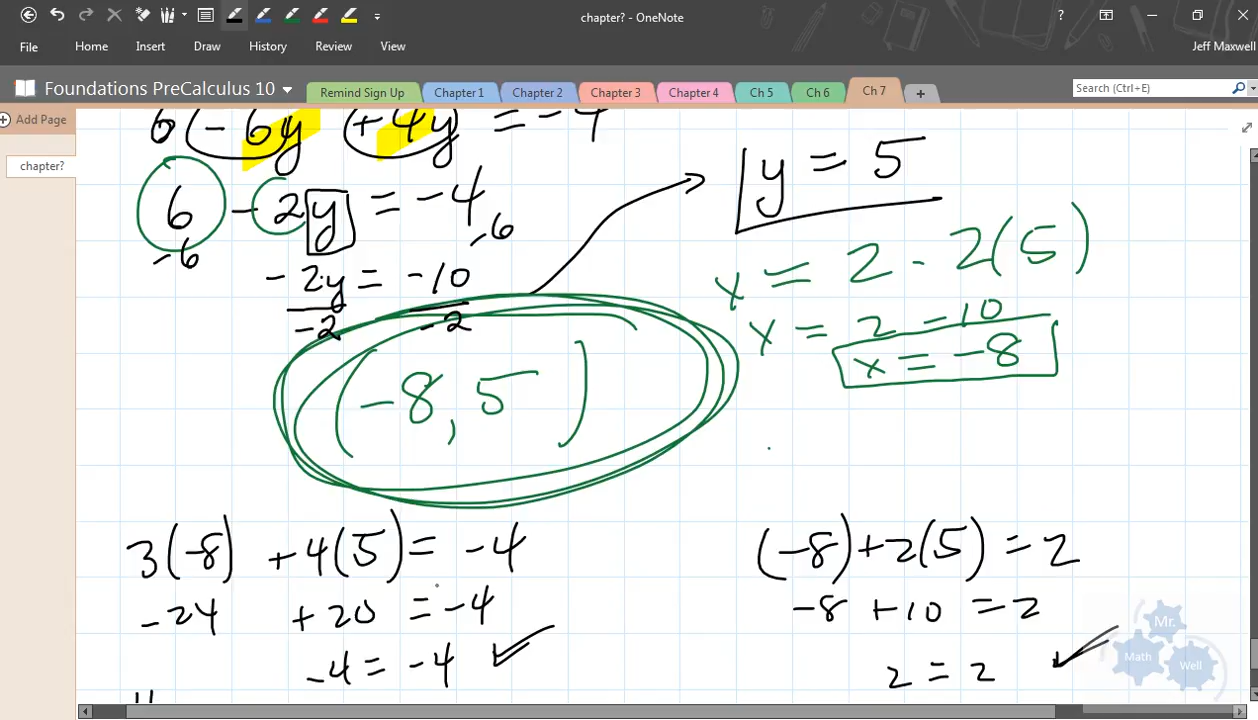 chapter? - OneNote
?
File
Home
Insert
Draw
History
Review
View
Jeff Maxwell
Foundations PreCalculus 10
Remind Sign Up
Chapter 1
Chapter 2
Chapter 3
Chapter 4
Ch 5
Ch 6
Ch 7
+
Search (Ctrl+E)
Add Page
chapter?
6 (-6y) (+4y) = -4
6 - 2y = -4
-6 -6
-2y = -10
-2 -2
y = 5
x = 2 - 2(5)
x = 2 - 10
x = -8
(-8, 5)
3(-8) + 4(5) = -4
-24 + 20 = -4
-4 = -4 ✓
(-8) + 2(5) = 2
-8 + 10 = 2
2 = 2 ✓
Mr.
Math
Well